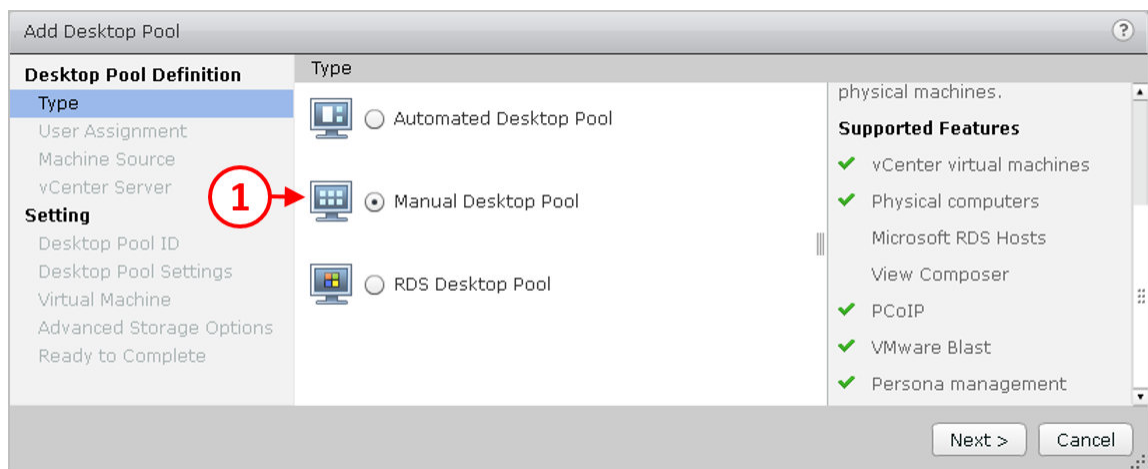 Add Desktop Pool
?
Desktop Pool Definition
Type
User Assignment
Machine Source
vCenter Server
Setting
Desktop Pool ID
Desktop Pool Settings
Virtual Machine
Advanced Storage Options
Ready to Complete
Type
Automated Desktop Pool
1
Manual Desktop Pool
RDS Desktop Pool
physical machines.
Supported Features
vCenter virtual machines
Physical computers
Microsoft RDS Hosts
View Composer
PCoIP
VMware Blast
Persona management
Next >
Cancel